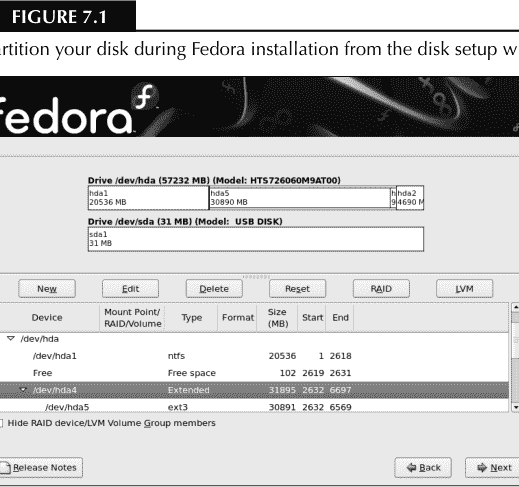 FIGURE 7.1
artition your disk during Fedora installation from the disk setup w
fedora
Drive /dev/hda (57232 MB) (Model: HTS726060M9AT00)
hda1 hda5 h hda2
20536 MB 30890 MB 9 4690 M
Drive /dev/sda (31 MB) (Model: USB DISK)
sda1
31 MB
New Edit Delete Reset RAID LVM
Device Mount Point/ RAID/Volume Type Format Size (MB) Start End
/dev/hda
/dev/hda1 ntfs 20536 1 2618
Free Free space 102 2619 2631
/dev/hda4 Extended 31895 2632 6697
/dev/hda5 ext3 30891 2632 6569
Hide RAID device/LVM Volume Group members
Release Notes Back Next